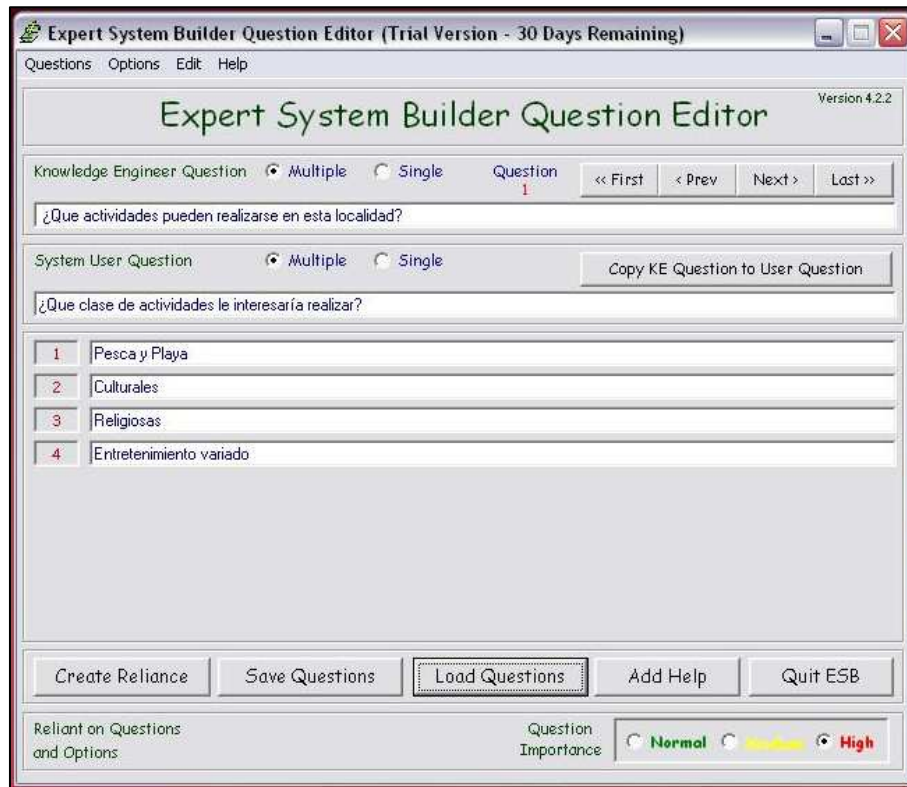 Expert System Builder Question Editor (Trial Version - 30 Days Remaining)
Questions Options Edit Help
Expert System Builder Question Editor
Version 4.2.2
Knowledge Engineer Question Multiple Single Question 1 << First < Prev Next > Last >>
¿Que actividades pueden realizarse en esta localidad?
System User Question Multiple Single Copy KE Question to User Question
¿Que clase de actividades le interesaría realizar?
1 Pesca y Playa
2 Culturales
3 Religiosas
4 Entretenimiento variado
Create Reliance Save Questions Load Questions Add Help Quit ESB
Reliant on Questions
and Options
Question
Importance
Normal High